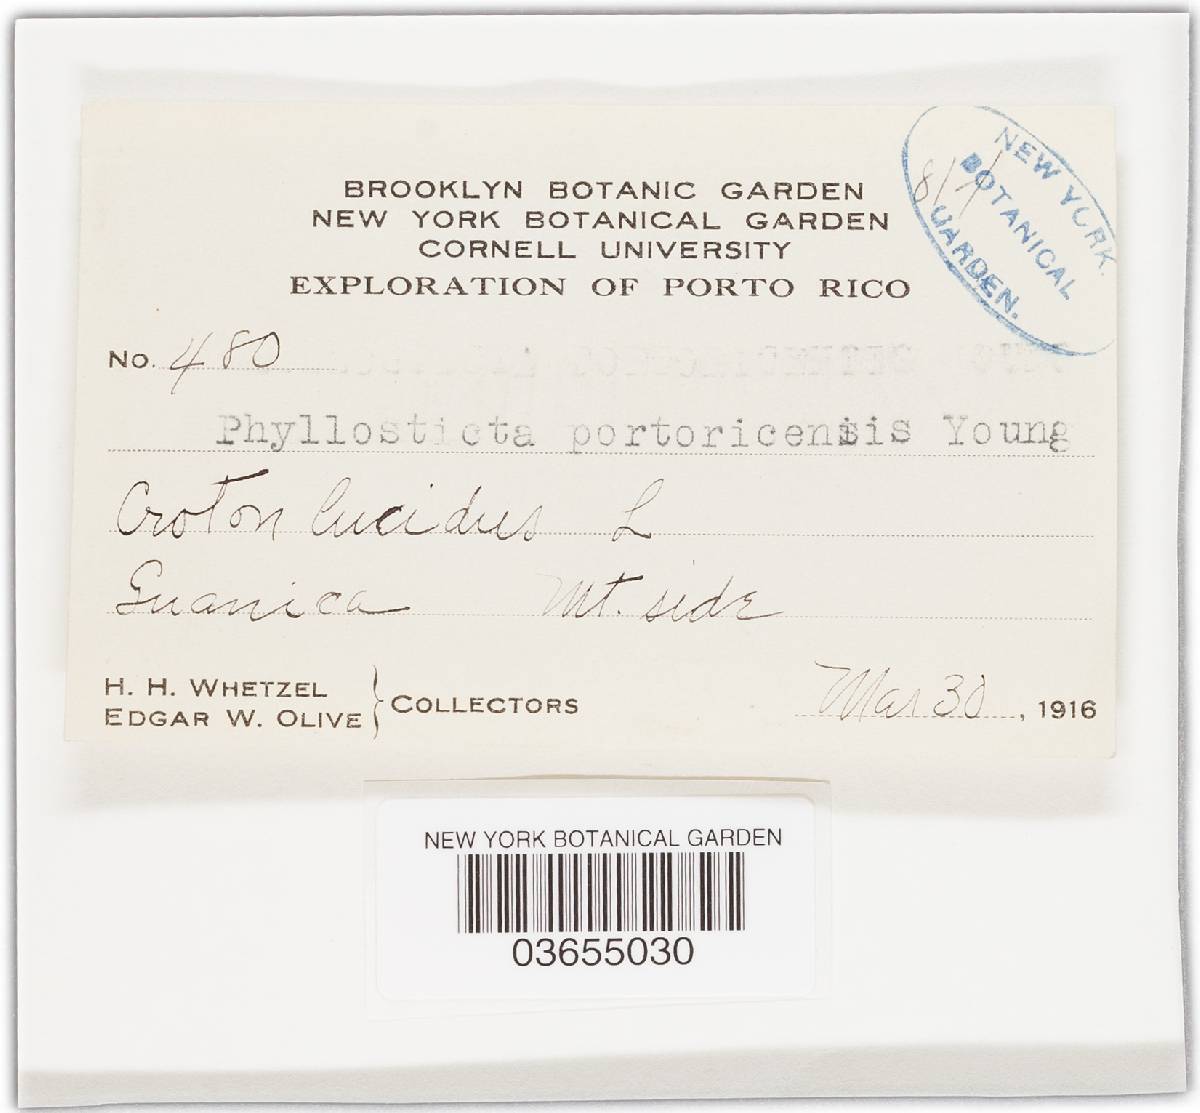 BROOKLYN BOTANIC GARDEN
NEW YORK BOTANICAL GARDEN
CORNELL UNIVERSITY
EXPLORATION OF PORTO RICO
NEW YORK
BOTANICAL
GARDEN.
No. 480
Phyllosticta portoricensis Young
Croton lucidus L
Guanica Mt. side
H. H. WHETZEL
EDGAR W. OLIVE
COLLECTORS
Mar 30, 1916
NEW YORK BOTANICAL GARDEN
03655030